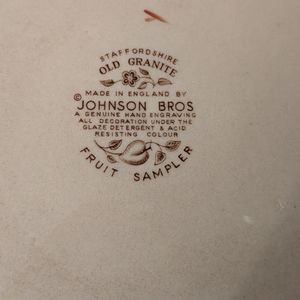 STAFFORDSHIRE
OLD GRANITE
MADE IN ENGLAND BY
© JOHNSON BROS
A GENUINE HAND ENGRAVING
ALL DECORATION UNDER THE
GLAZE DETERGENT & ACID
RESISTING COLOUR
FRUIT SAMPLER